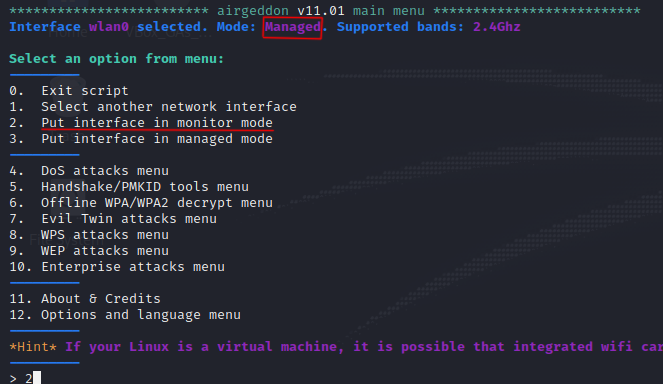 ************************* airgeddon v11.01 main menu **************************
Interface wlan0 selected. Mode: Managed. Supported bands: 2.4Ghz
Select an option from menu:
0. Exit script
1. Select another network interface
2. Put interface in monitor mode
3. Put interface in managed mode
4. DoS attacks menu
5. Handshake/PMKID tools menu
6. Offline WPA/WPA2 decrypt menu
7. Evil Twin attacks menu
8. WPS attacks menu
9. WEP attacks menu
10. Enterprise attacks menu
11. About & Credits
12. Options and language menu
*Hint* If your Linux is a virtual machine, it is possible that integrated wifi car
> 2